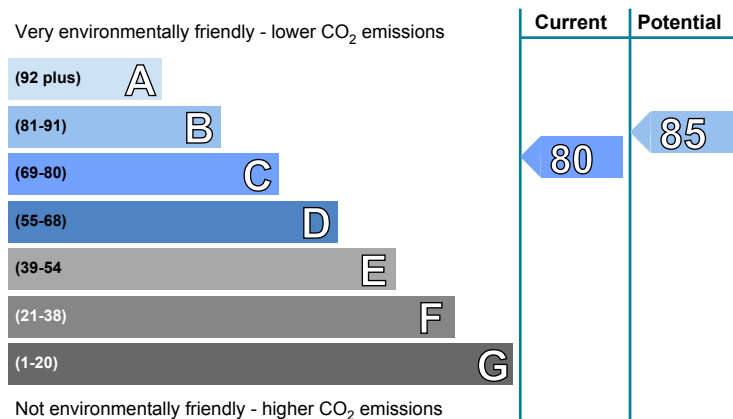 Very environmentally friendly - lower CO₂ emissions
Current
Potential
(92 plus) A
(81-91) B
(69-80) C
(55-68) D
(39-54 E
(21-38) F
(1-20) G
80
85
Not environmentally friendly - higher CO₂ emissions